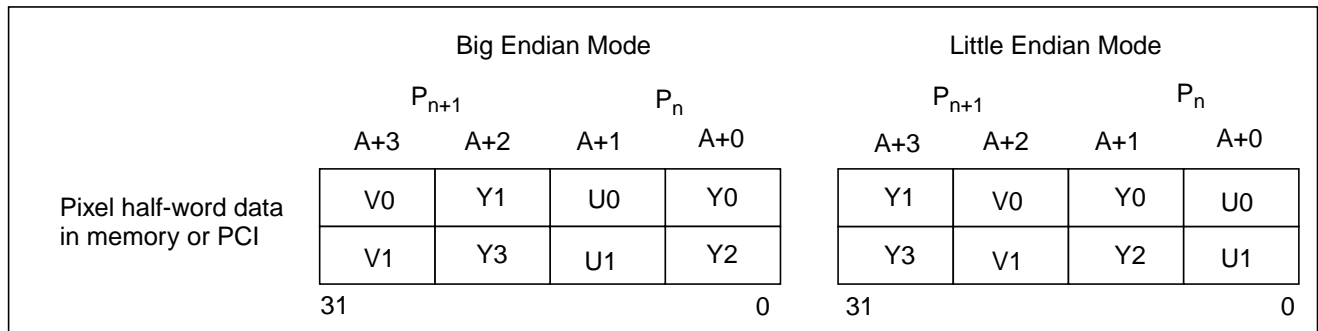 Big Endian Mode Little Endian Mode
Pn+1 Pn Pn+1 Pn
A+3 A+2 A+1 A+0 A+3 A+2 A+1 A+0
Pixel half-word data
in memory or PCI
V0 Y1 U0 Y0 Y1 V0 Y0 U0
V1 Y3 U1 Y2 Y3 V1 Y2 U1
31 0 31 0